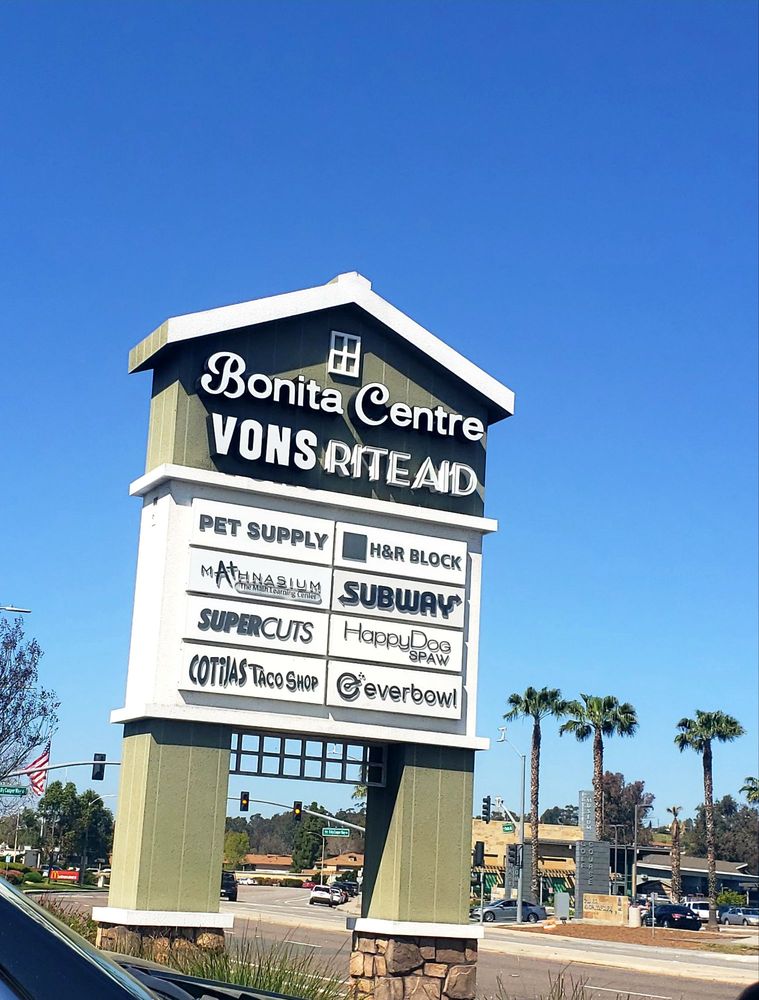 Bonita Centre
VONS RITE AID
PET SUPPLY
H&R BLOCK
MATHNASIUM
The Math Learning Center
SUBWAY
SUPERCUTS
HappyDog
SPAW
COTIJAS TACO SHOP
everbowl